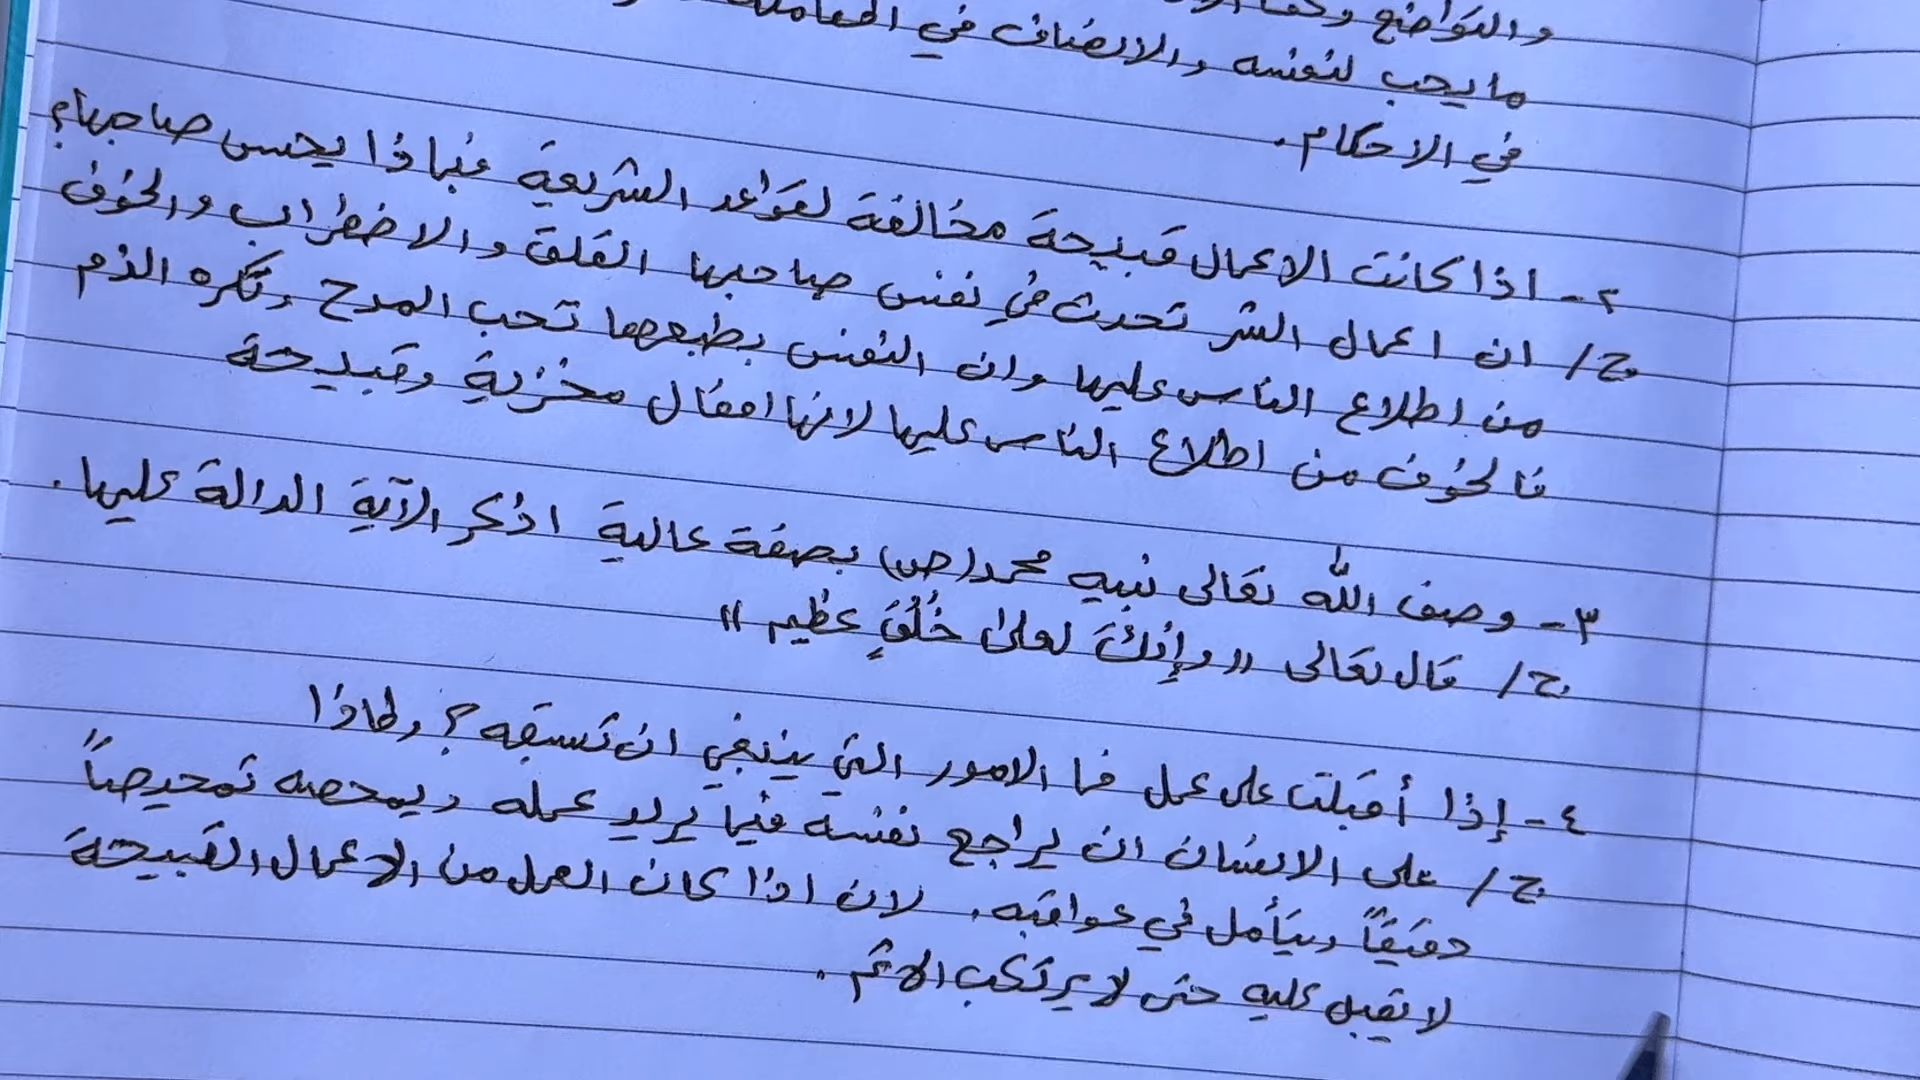 والتواضع وكف
ما يحب لنفسه والانصاف في المعاملة
في الاحكام.
٢- اذا كانت الاعمال قبيحة مخالفة لقواعد الشريعة فبماذا يحس صاحبها؟
ج/ ان اعمال الشر تحدث في نفس صاحبها القلق والاضطراب والخوف
من اطلاع الناس عليها وان النفس بطبعها تحب المدح وتكره الذم
فالخوف من اطلاع الناس عليها لانها افعال مخزية وقبيحة
٣- وصف الله تعالى نبيه محمد (ص) بصفة عالية اذكر الآية الدالة عليها.
ج/ قال تعالى ((وإنكَ لعلىٰ خُلُقٍ عظيم))
٤- إذا أقبلت على عمل فما الامور التي ينبغي ان تسبقه؟ ولماذا
ج/ على الانسان ان يراجع نفسه فيما يريد عمله ويمحصه تمحيصاً
دقيقاً ويتأمل في عواقبه. لان اذا كان العمل من الاعمال القبيحة
لا يقبل عليه حتى لا يرتكب الاثم.